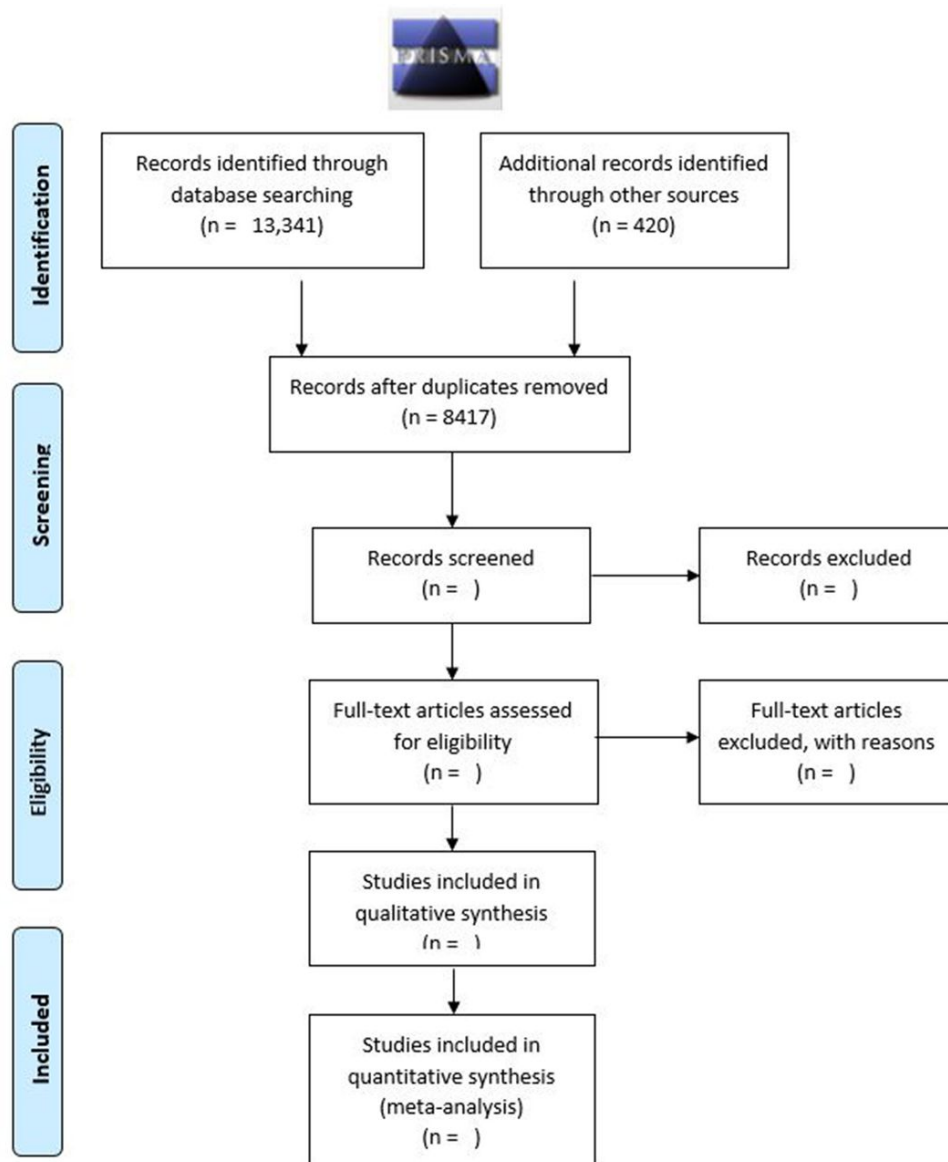 PRISMA
Identification
Records identified through
database searching
(n = 13,341)
Additional records identified
through other sources
(n = 420)
Records after duplicates removed
(n = 8417)
Screening
Records screened
(n = )
Records excluded
(n = )
Eligibility
Full-text articles assessed
for eligibility
(n = )
Full-text articles
excluded, with reasons
(n = )
Studies included in
qualitative synthesis
(n = )
Included
Studies included in
quantitative synthesis
(meta-analysis)
(n = )